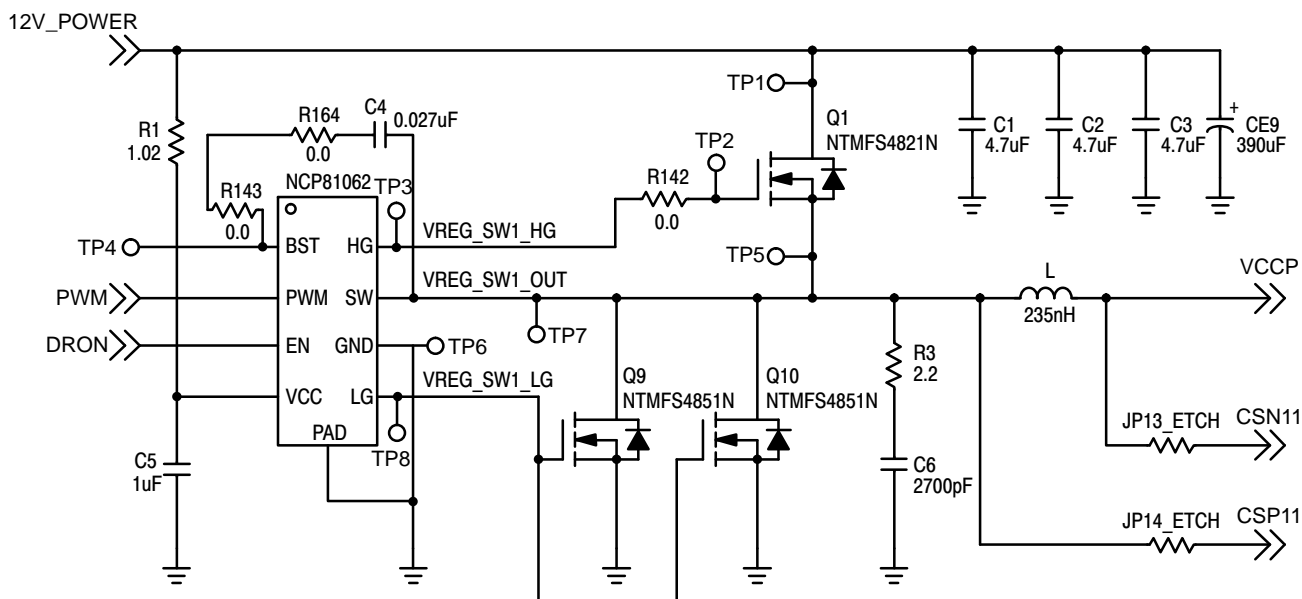 12V_POWER
TP1
R164
0.0
C4
0.027uF
R1
1.02
Q1
NTMFS4821N
C1
4.7uF
C2
4.7uF
C3
4.7uF
+
CE9
390uF
R143
0.0
NCP81062
TP3
TP2
R142
0.0
TP4
BST
HG
VREG_SW1_HG
TP5
PWM
PWM
SW
VREG_SW1_OUT
L
235nH
VCCP
DRON
EN
GND
TP6
TP7
R3
2.2
VCC
LG
VREG_SW1_LG
Q9
NTMFS4851N
Q10
NTMFS4851N
PAD
TP8
JP13_ETCH
CSN11
C5
1uF
C6
2700pF
JP14_ETCH
CSP11